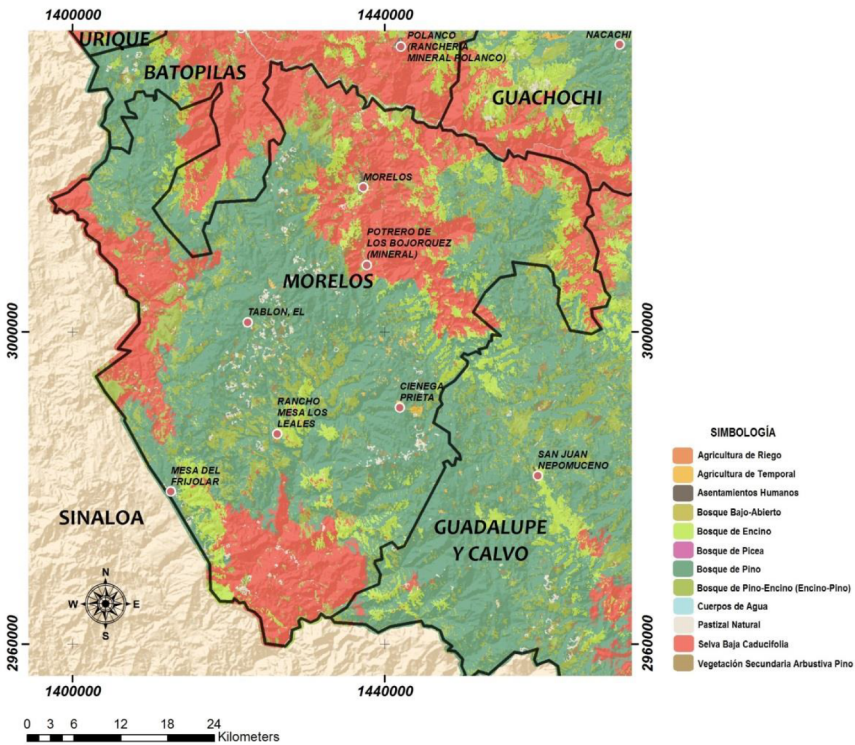 1400000
1440000
URIQUE
BATOPILAS
POLANCO
(RANCHERIA
MINERAL POLANCO)
NACACHI
GUACHOCHI
MORELOS
POTRERO DE
LOS BOJORQUEZ
(MINERAL)
MORELOS
3000000
TABLON, EL
3000000
RANCHO
MESA LOS
LEALES
CIENEGA
PRIETA
MESA DEL
FRIJOLAR
SAN JUAN
NEPOMUCENO
SINALOA
GUADALUPE
Y CALVO
N
W
E
S
2960000
2960000
1400000
1440000
0 3 6 12 18 24
Kilometers
SIMBOLOGÍA
Agricultura de Riego
Agricultura de Temporal
Asentamientos Humanos
Bosque Bajo-Abierto
Bosque de Encino
Bosque de Picea
Bosque de Pino
Bosque de Pino-Encino (Encino-Pino)
Cuerpos de Agua
Pastizal Natural
Selva Baja Caducifolia
Vegetación Secundaria Arbustiva Pino